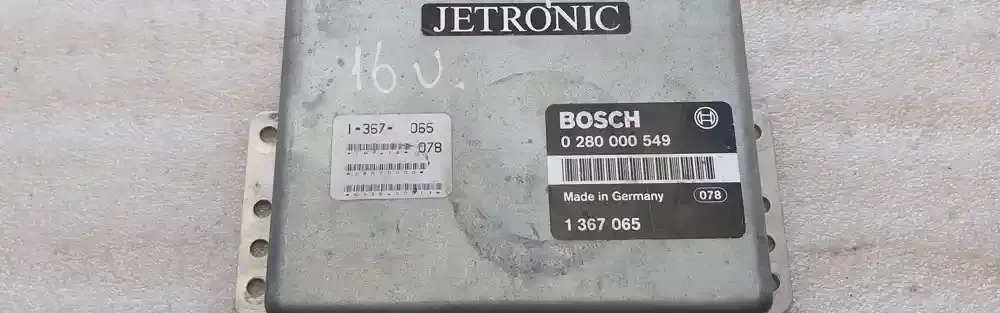 JETRONIC
16 V.
1-367- 065
078
BOSCH
0 280 000 549
Made in Germany 078
1 367 065